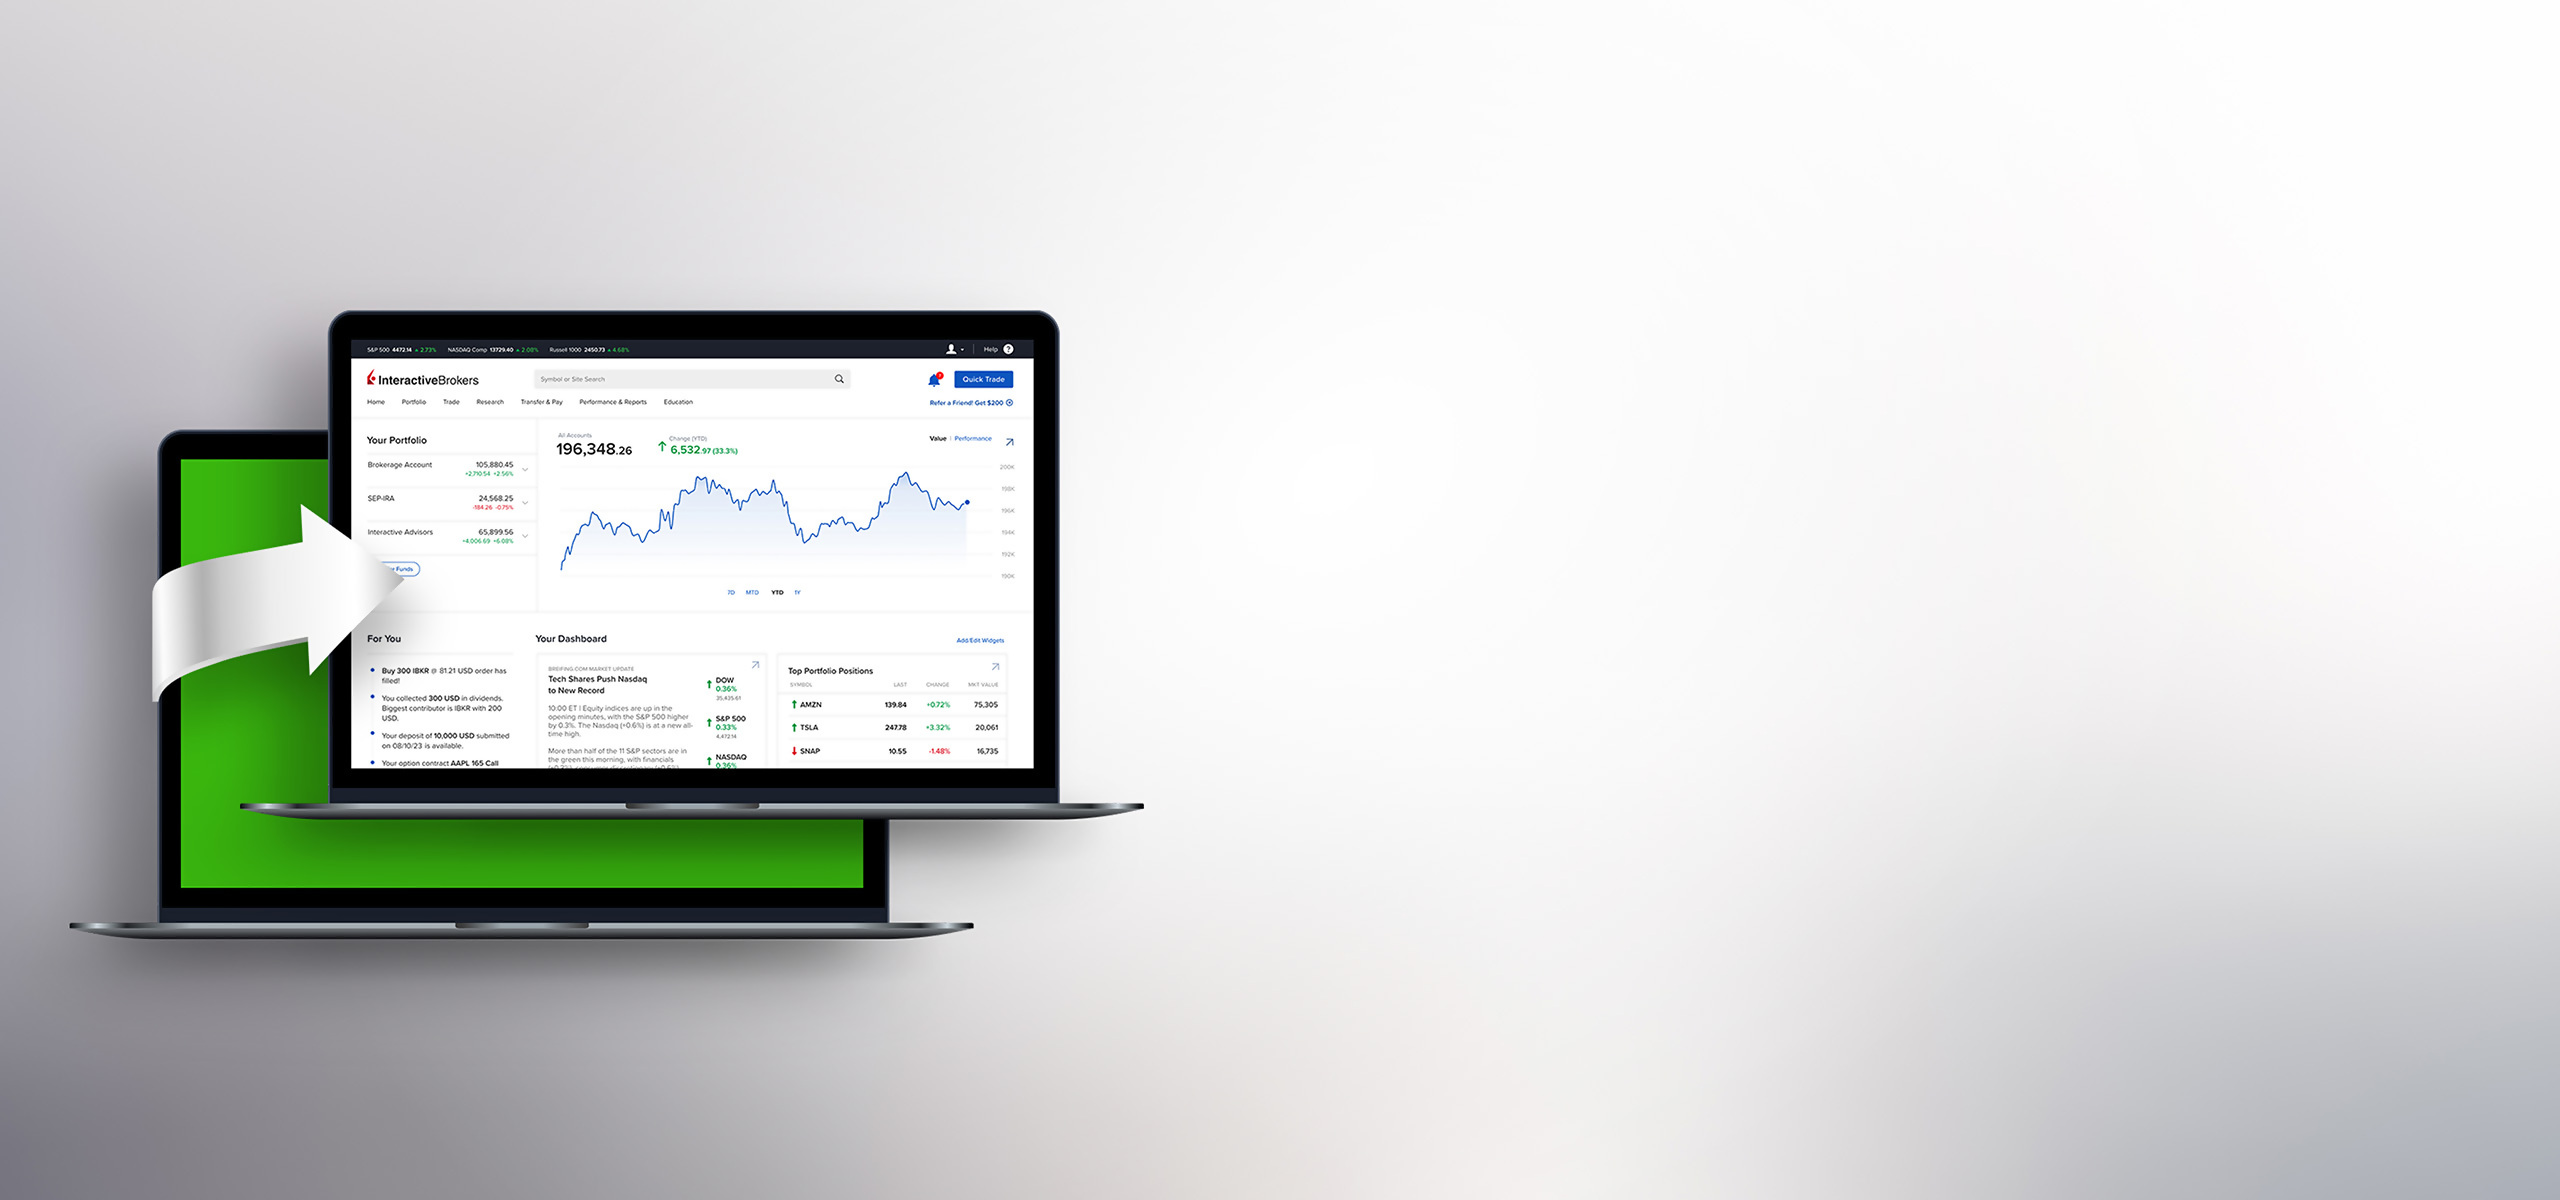 S&P 500 4472.14 2.73% NASDAQ Comp 13729.40 2.08% Russell 1000 2450.73 4.68% Help ?
InteractiveBrokers
Symbol or Site Search
Quick Trade
Home Portfolio Trade Research Transfer & Pay Performance & Reports Education
Refer a Friend! Get $200
Your Portfolio
Brokerage Account 105,880.45
+2,710.54 +2.56%
SEP-IRA 24,568.25
-184.26 -0.75%
Interactive Advisors 65,899.56
+4,006.69 +6.08%
Funds
All Accounts
196,348.26
Change (YTD)
6,532.97 (33.3%)
Value Performance
200K
198K
196K
194K
192K
190K
7D MTD YTD 1Y
For You
Buy 300 IBKR @ 81.21 USD order has
filled!
You collected 300 USD in dividends.
Biggest contributor is IBKR with 200
USD.
Your deposit of 10,000 USD submitted
on 08/10/23 is available.
Your option contract AAPL 165 Call
Your Dashboard
Add/Edit Widgets
BRIEFING.COM MARKET UPDATE
Tech Shares Push Nasdaq
to New Record
10:00 ET | Equity indices are up in the
opening minutes, with the S&P 500 higher
by 0.3%. The Nasdaq (+0.6%) is at a new all-
time high.
More than half of the 11 S&P sectors are in
the green this morning, with financials
DOW
0.36%
35,435.61
S&P 500
0.33%
4,472.14
NASDAQ
0.36%
Top Portfolio Positions
SYMBOL LAST CHANGE MKT VALUE
AMZN 139.84 +0.72% 75,305
TSLA 247.78 +3.32% 20,061
SNAP 10.55 -1.48% 16,735